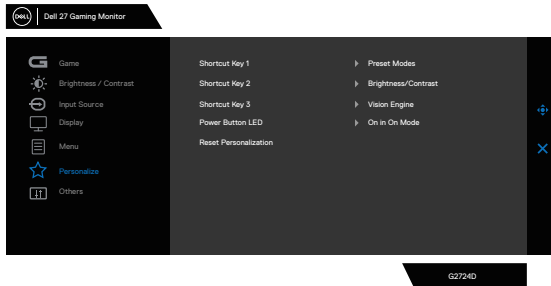 DELL
Dell 27 Gaming Monitor
Game
Brightness / Contrast
Input Source
Display
Menu
Personalize
Others
Shortcut Key 1 Preset Modes
Shortcut Key 2 Brightness/Contrast
Shortcut Key 3 Vision Engine
Power Button LED On in On Mode
Reset Personalization
G2724D